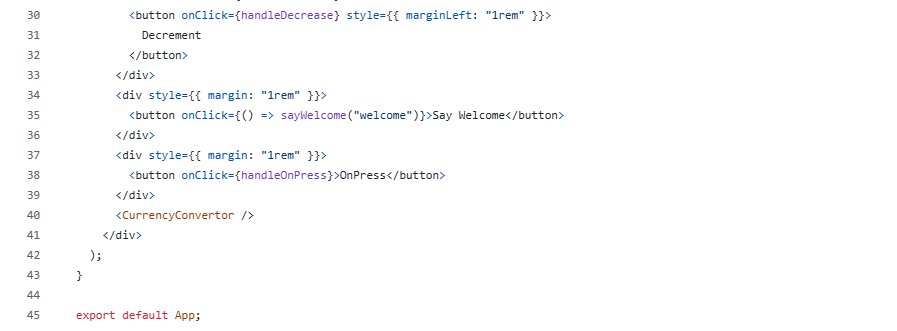 30 <button onClick={handleDecrease} style={{ marginLeft: "1rem" }}>
31 Decrement
32 </button>
33 </div>
34 <div style={{ margin: "1rem" }}>
35 <button onClick={() => sayWelcome("welcome")}>Say Welcome</button>
36 </div>
37 <div style={{ margin: "1rem" }}>
38 <button onClick={handleOnPress}>OnPress</button>
39 </div>
40 <CurrencyConvertor />
41 </div>
42 );
43 }
44
45 export default App;